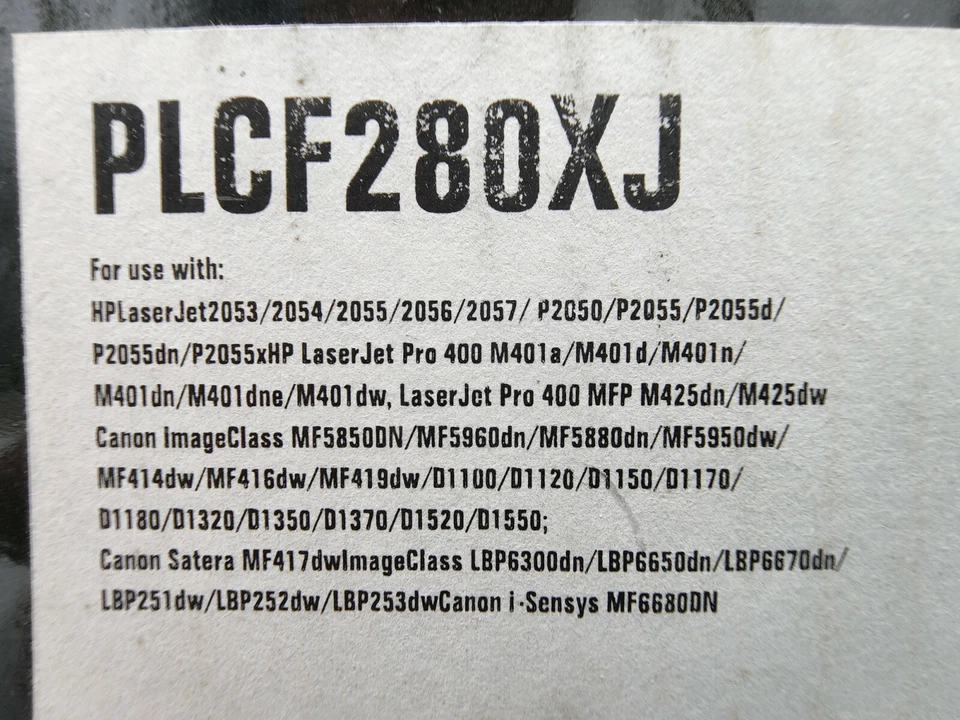 PLCF280XJ
For use with:
HPLaserJet2053/2054/2055/2056/2057/ P2050/P2055/P2055d/
P2055dn/P2055xHP LaserJet Pro 400 M401a/M401d/M401n/
M401dn/M401dne/M401dw, LaserJet Pro 400 MFP M425dn/M425dw
Canon imageClass MF5850DN/MF5960dn/MF5880dn/MF5950dw/
MF414dw/MF416dw/MF419dw/D1100/D1120/D1150/D1170/
D1180/D1320/D1350/D1370/D1520/D1550;
Canon Satera MF417dwImageClass LBP6300dn/LBP6650dn/LBP6670dn/
LBP251dw/LBP252dw/LBP253dwCanon i-Sensys MF6680DN